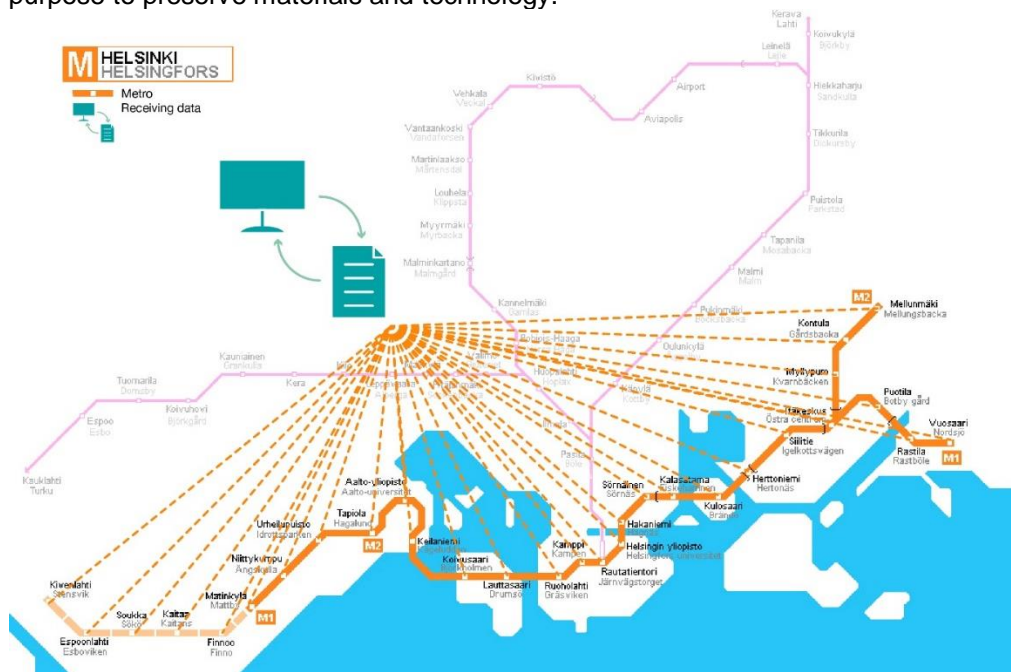 purpose to preserve materials and technology.
M HELSINKI
HELSINGFORS
Metro
Receiving data
Kerava
Lahti
Koivukylä
Björkby
Leinelä
Hiekkaharju
Sandkulla
Kivistö
Airport
Vehkala
Veckal
Aviapolis
Vantaankoski
Vandaforsen
Tikkurila
Dickursby
Martinlaakso
Mårtensdal
Louhela
Klippsta
Puistola
Parkstad
Myyrmäki
Myrbacka
Tapanila
Mosabacka
Malminkartano
Malmgård
Malmi
Malm
Kannelmäki
Gamlas
Pukinmäki
Bocksbacka
M2
Mellunmäki
Mellungsbacka
Kontula
Gårdsbacka
Pohjois-Haaga
Oulunkylä
Kauniainen
Grankulla
Kera
Huopalahti
Hoplax
Käpylä
Kottby
Myllypuro
Kvarnbäcken
Tuomarila
Domsby
Koivuhovi
Björkgård
Puotila
Botby gård
Espoo
Esbo
Itäkeskus
Östra centrum
Vuosaari
Nordsjö
Siilitie
Igelkottsvägen
Rastila
Rastböle
M1
Pasila
Böle
Kauklahti
Turku
Aalto-yliopisto
Aalto-universitet
Sörnäinen
Sörnäs
Kalasatama
Herttoniemi
Hertonäs
Kulosaari
Brändö
Tapiola
Hagalund
Urheilupuisto
Idrottsparken
M2
Keilaniemi
Hakaniemi
Kamppi
Kampen
Helsingin yliopisto
Helsingfors universitet
Niittykumpu
Ängskulla
Koivusaari
Björkholmen
Rautatientori
Järnvägstorget
Lauttasaari
Drumsö
Ruoholahti
Gräsviken
Kivenlahti
Stensvik
Matinkylä
Mattby
M1
Soukka
Sökö
Kaitaa
Kaitans
Espoonlahti
Esboviken
Finnoo
Finno